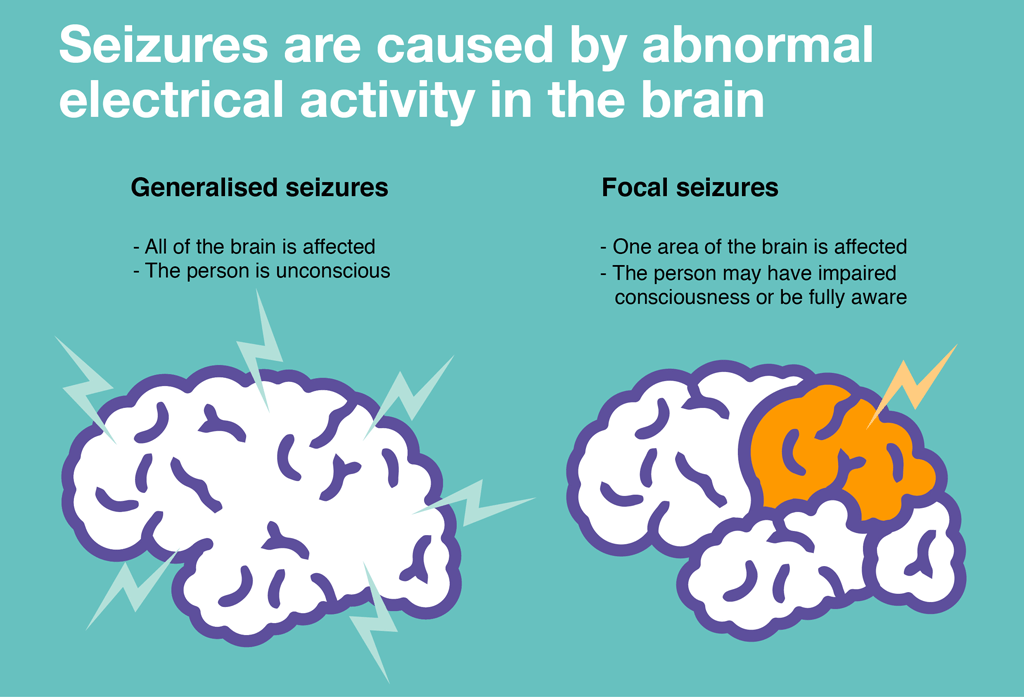 Seizures are caused by abnormal
electrical activity in the brain
Generalised seizures
- All of the brain is affected
- The person is unconscious
Focal seizures
- One area of the brain is affected
- The person may have impaired
consciousness or be fully aware